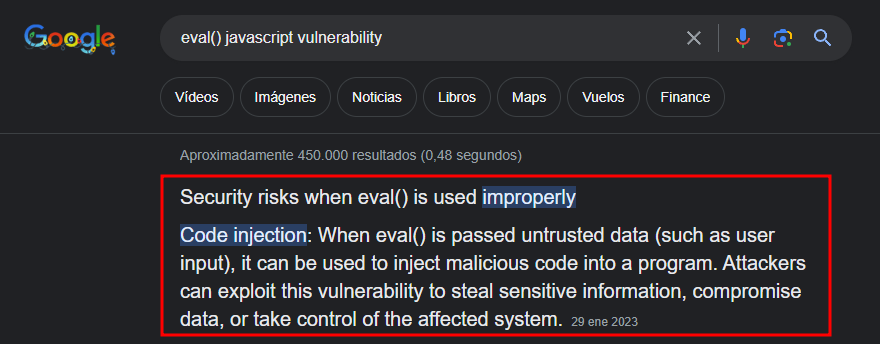 Google
eval() javascript vulnerability
Vídeos
Imágenes
Noticias
Libros
Maps
Vuelos
Finance
Aproximadamente 450.000 resultados (0,48 segundos)
Security risks when eval() is used improperly
Code injection: When eval() is passed untrusted data (such as user
input), it can be used to inject malicious code into a program. Attackers
can exploit this vulnerability to steal sensitive information, compromise
data, or take control of the affected system. 29 ene 2023